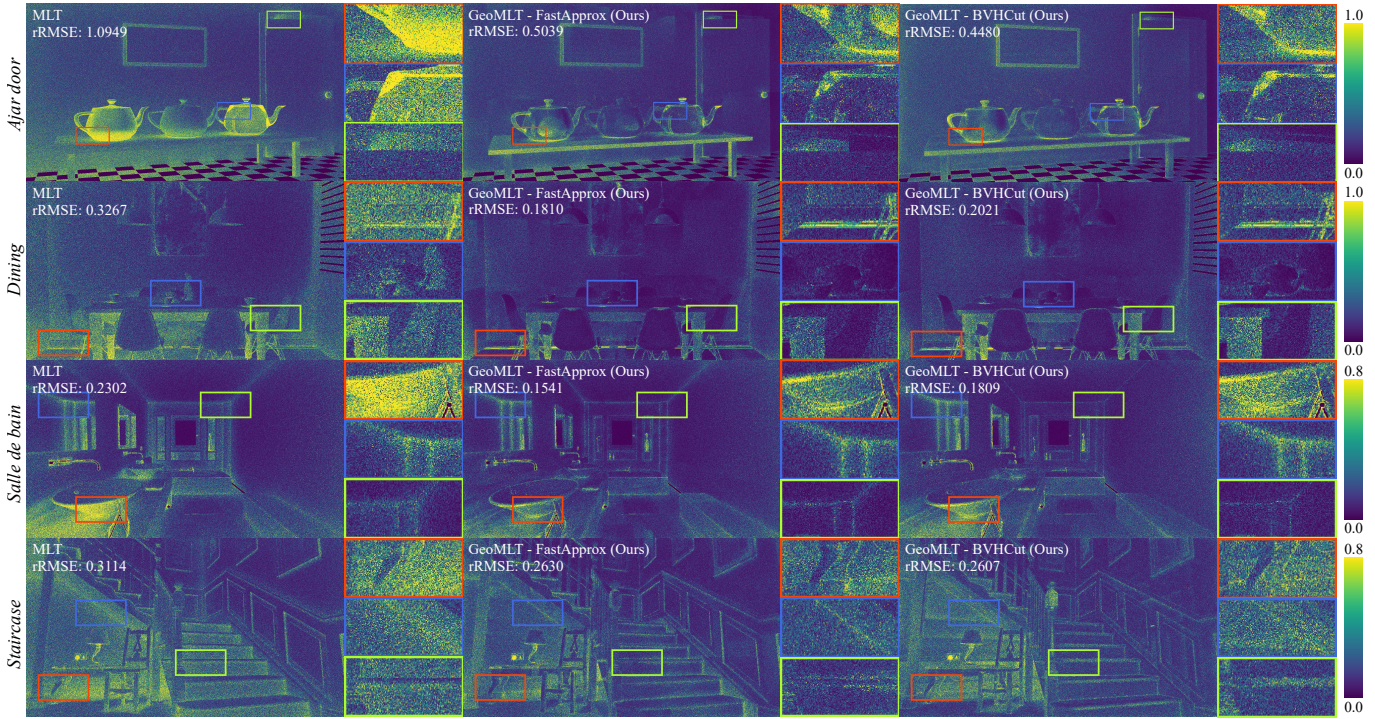 MLT
rRMSE: 1.0949
GeoMLT - FastApprox (Ours)
rRMSE: 0.5039
GeoMLT - BVHCut (Ours)
rRMSE: 0.4480
1.0
0.0
Ajar door
MLT
rRMSE: 0.3267
GeoMLT - FastApprox (Ours)
rRMSE: 0.1810
GeoMLT - BVHCut (Ours)
rRMSE: 0.2021
1.0
0.0
Dining
MLT
rRMSE: 0.2302
GeoMLT - FastApprox (Ours)
rRMSE: 0.1541
GeoMLT - BVHCut (Ours)
rRMSE: 0.1809
0.8
0.0
Salle de bain
MLT
rRMSE: 0.3114
GeoMLT - FastApprox (Ours)
rRMSE: 0.2630
GeoMLT - BVHCut (Ours)
rRMSE: 0.2607
0.8
0.0
Staircase